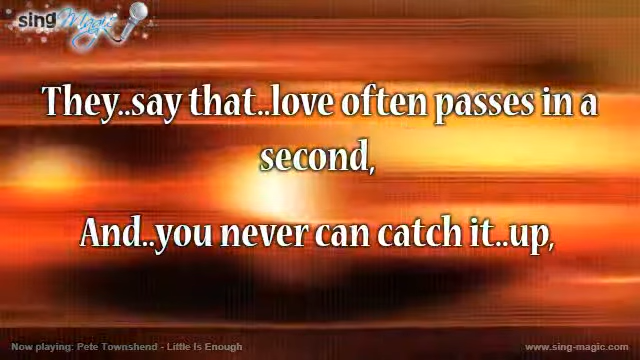 sing Magic
They..say that..love often passes in a
second,
And..you never can catch it..up,
Now playing: Pete Townshend - Little Is Enough
www.sing-magic.com